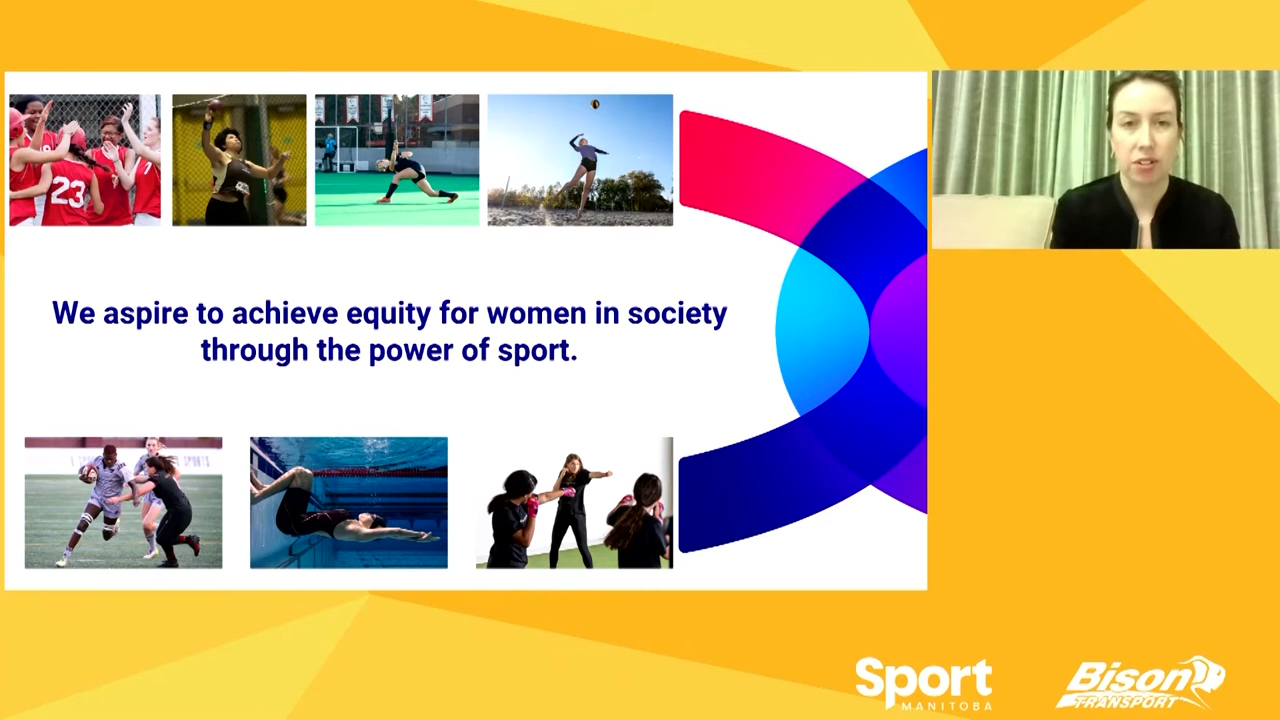 23
We aspire to achieve equity for women in society
through the power of sport.
Sport
MANITOBA
Bison
TRANSPORT